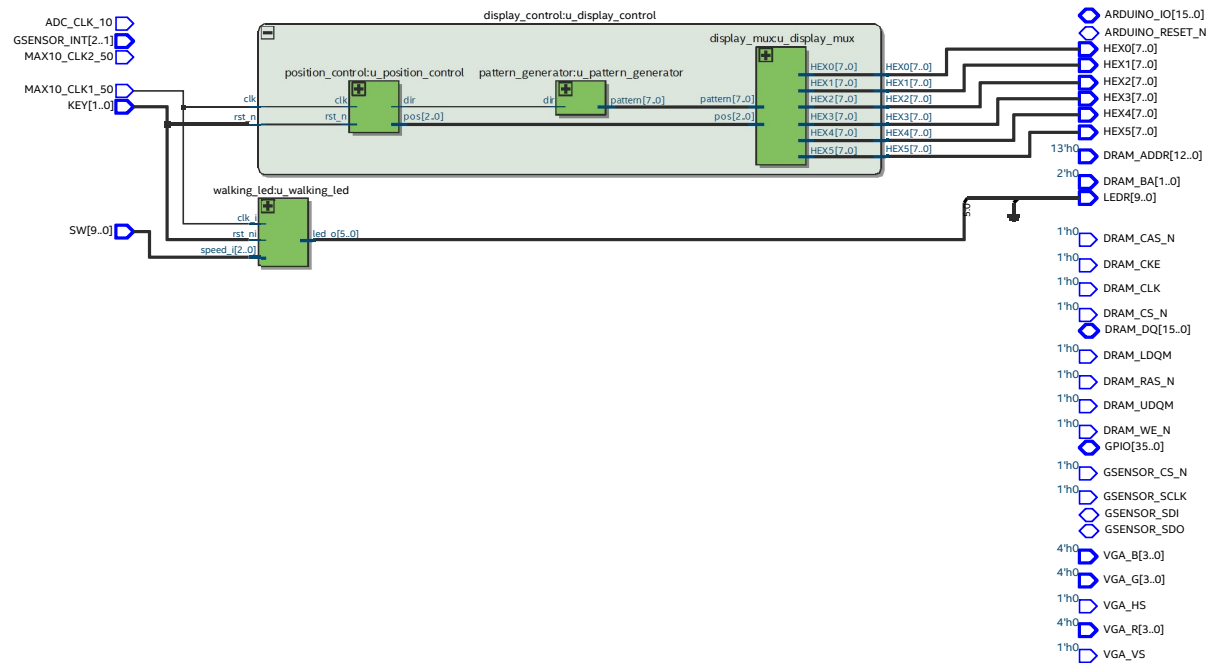 display_control:u_display_control
ADC_CLK_10
GSENSOR_INT[2..1]
MAX10_CLK2_50
MAX10_CLK1_50
KEY[1..0]
SW[9..0]
clk
rst_n
position_control:u_position_control
clk
rst_n
dir
pos[2..0]
pattern_generator:u_pattern_generator
dir
pattern[7..0]
display_mux:u_display_mux
pattern[7..0]
pos[2..0]
HEX0[7..0]
HEX1[7..0]
HEX2[7..0]
HEX3[7..0]
HEX4[7..0]
HEX5[7..0]
HEX0[7..0]
HEX1[7..0]
HEX2[7..0]
HEX3[7..0]
HEX4[7..0]
HEX5[7..0]
walking_led:u_walking_led
clk_i
rst_ni
speed_i[2..0]
led_o[5..0]
5:0
ARDUINO_IO[15..0]
ARDUINO_RESET_N
HEX0[7..0]
HEX1[7..0]
HEX2[7..0]
HEX3[7..0]
HEX4[7..0]
HEX5[7..0]
13'h0 DRAM_ADDR[12..0]
2'h0 DRAM_BA[1..0]
LEDR[9..0]
1'h0 DRAM_CAS_N
1'h0 DRAM_CKE
1'h0 DRAM_CLK
1'h0 DRAM_CS_N
DRAM_DQ[15..0]
1'h0 DRAM_LDQM
1'h0 DRAM_RAS_N
1'h0 DRAM_UDQM
1'h0 DRAM_WE_N
GPIO[35..0]
1'h0 GSENSOR_CS_N
1'h0 GSENSOR_SCLK
GSENSOR_SDI
GSENSOR_SDO
4'h0 VGA_B[3..0]
4'h0 VGA_G[3..0]
1'h0 VGA_HS
4'h0 VGA_R[3..0]
1'h0 VGA_VS